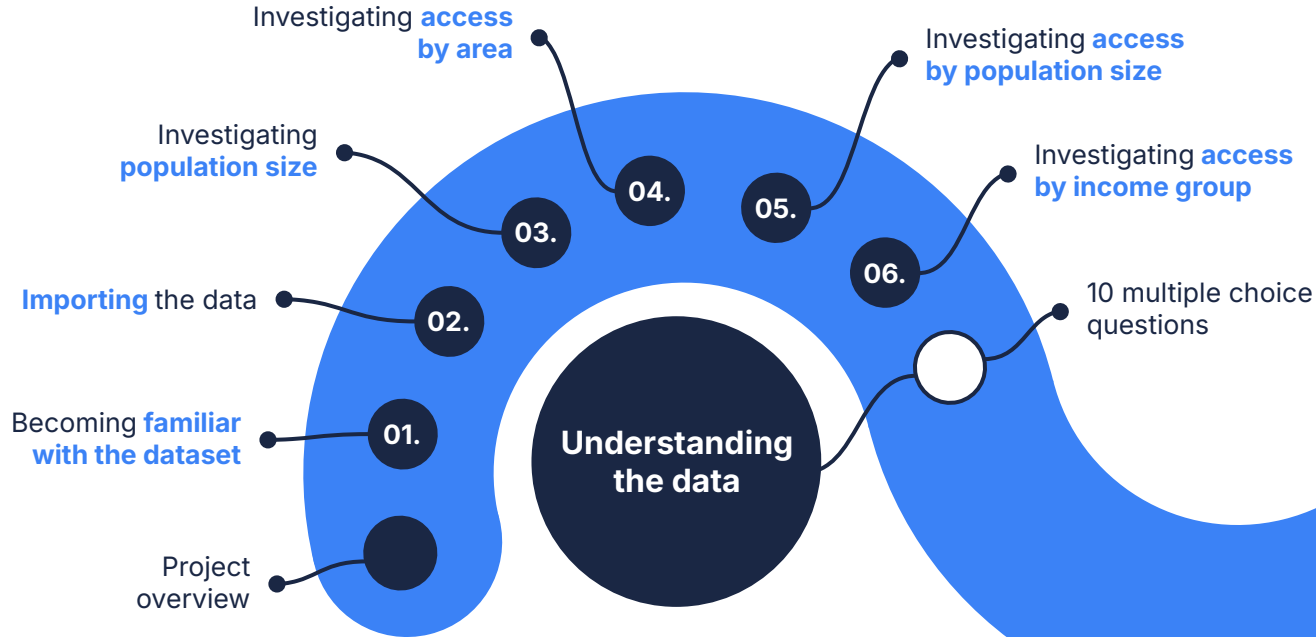 Project
overview
01.
Becoming familiar
with the dataset
02.
Importing the data
03.
Investigating
population size
04.
Investigating access
by area
05.
Investigating access
by population size
06.
Investigating access
by income group
10 multiple choice
questions
Understanding
the data